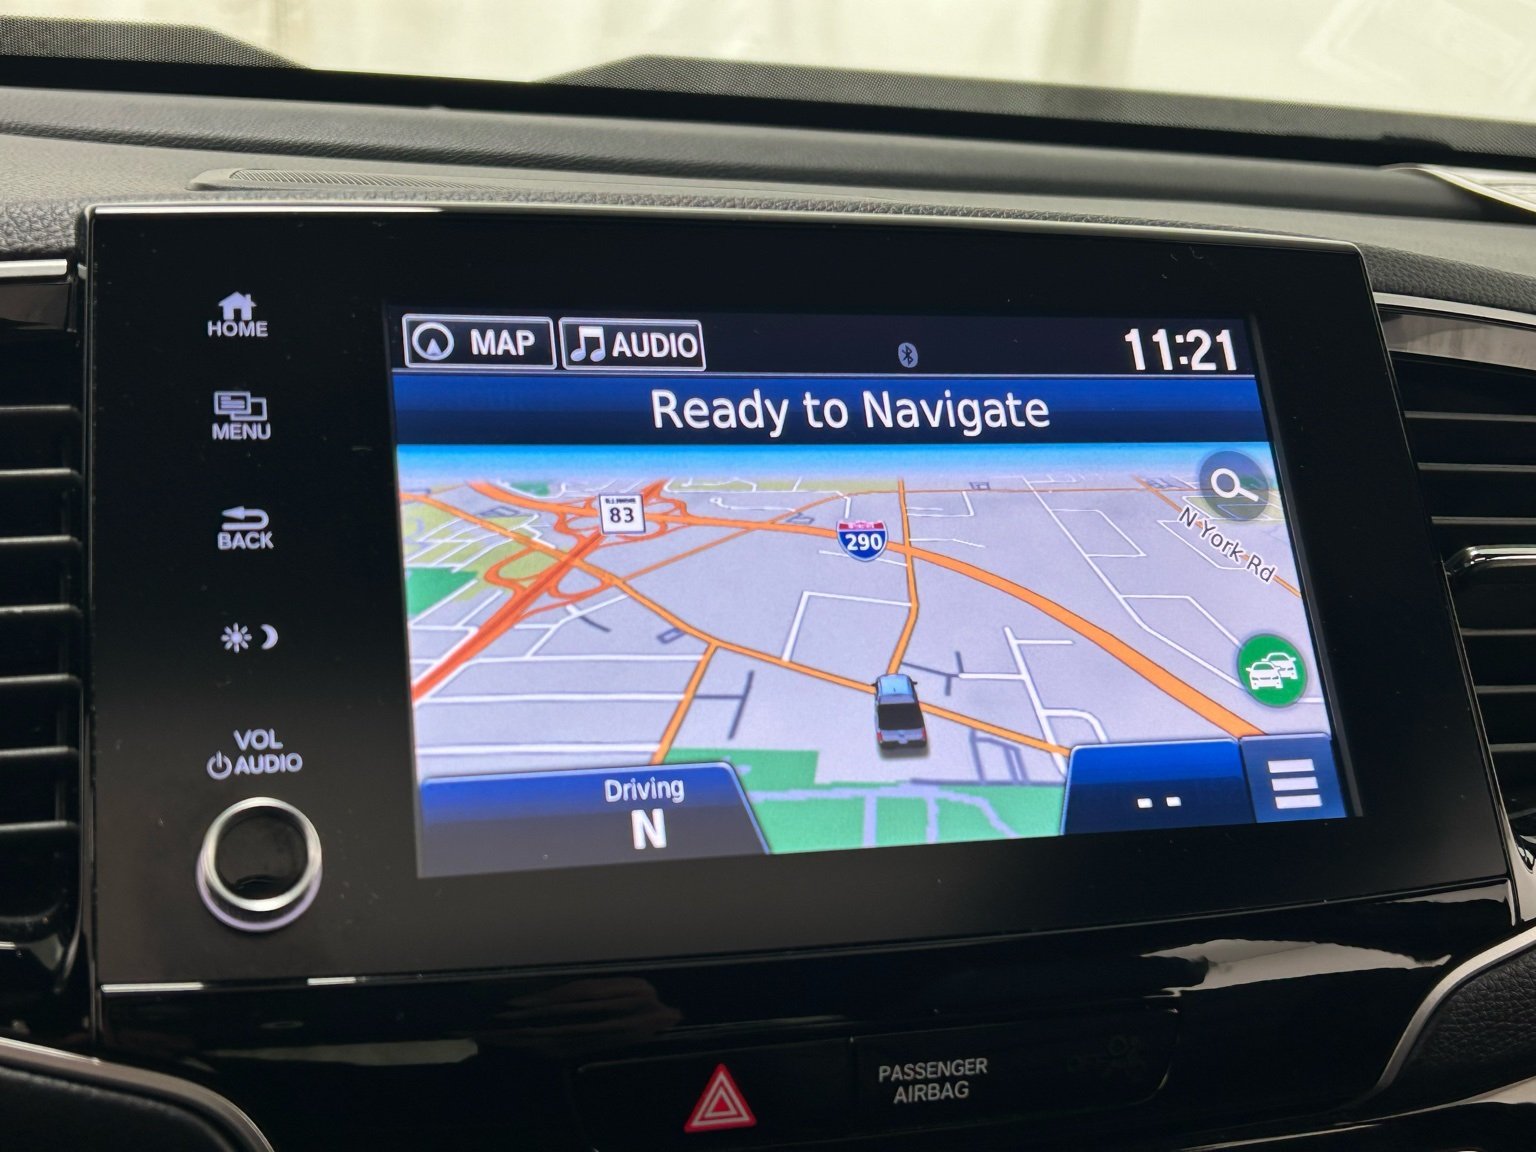 HOME
MENU
BACK
VOL
AUDIO
MAP
AUDIO
11:21
Ready to Navigate
83
290
N York Rd
Driving
N
--
PASSENGER
AIRBAG